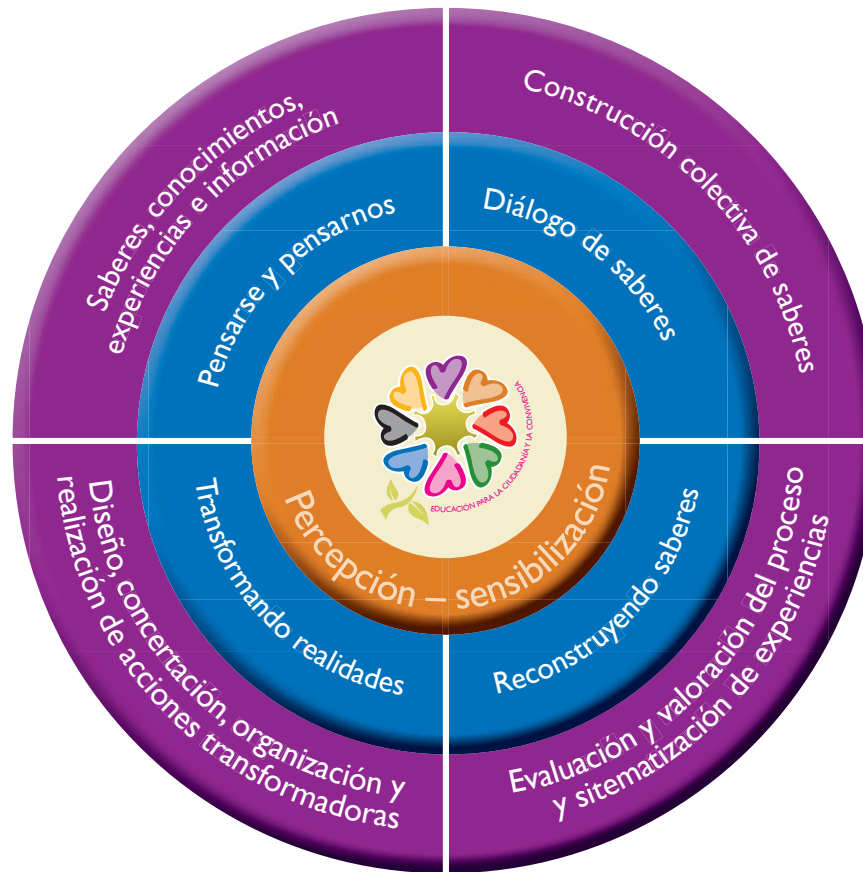 Saberes, conocimientos,
experiencias e información
Construcción colectiva de saberes
Pensarse y pensarnos
Diálogo de saberes
EDUCACIÓN PARA LA CIUDADANÍA Y LA CONVIVENCIA
Percepción – sensibilización
Transformando realidades
Reconstruyendo saberes
Diseño, concertación, organización y
realización de acciones transformadoras
Evaluación y valoración del proceso
y sitematización de experiencias